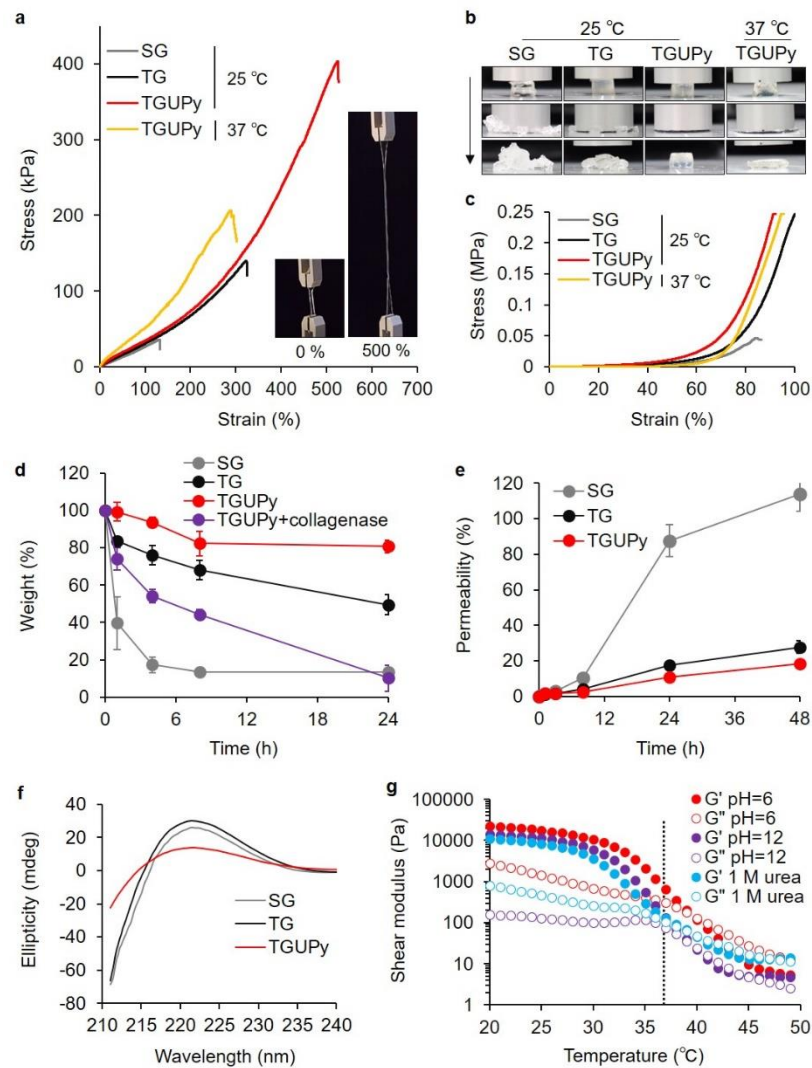 a
Stress (kPa)
400
300
200
100
0
SG
TG
TGUPy
TGUPy
25 °C
37 °C
0 %
500 %
0 100 200 300 400 500 600 700
Strain (%)
b
25 °C
37 °C
SG TG TGUPy TGUPy
c
Stress (MPa)
0.25
0.2
0.15
0.1
0.05
0
SG
TG
TGUPy
TGUPy
25 °C
37 °C
0 20 40 60 80 100
Strain (%)
d
Weight (%)
120
100
80
60
40
20
0
SG
TG
TGUPy
TGUPy+collagenase
0 6 12 18 24
Time (h)
e
Permeability (%)
120
100
80
60
40
20
0
SG
TG
TGUPy
0 12 24 36 48
Time (h)
f
Ellipticity (mdeg)
40
20
0
-20
-40
-60
-80
SG
TG
TGUPy
210 215 220 225 230 235 240
Wavelength (nm)
g
Shear modulus (Pa)
100000
10000
1000
100
10
1
G' pH=6
G" pH=6
G' pH=12
G" pH=12
G' 1 M urea
G" 1 M urea
20 25 30 35 40 45 50
Temperature (°C)